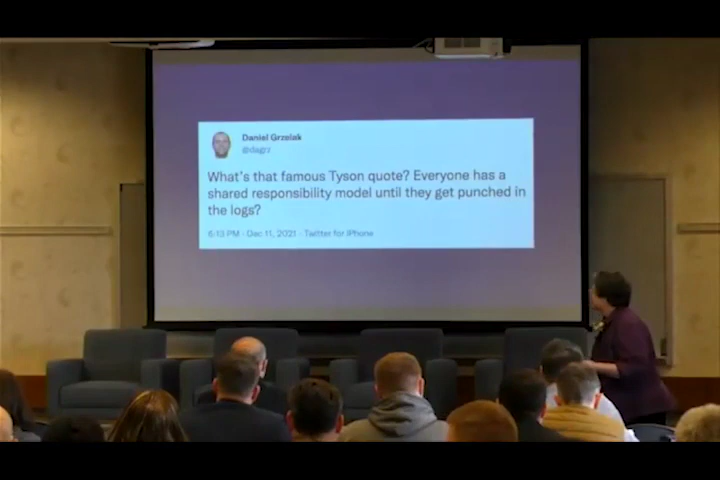 Daniel Grzelak
@dagrz
What's that famous Tyson quote? Everyone has a
shared responsibility model until they get punched in
the logs?
6:13 PM · Dec 11, 2021 · Twitter for iPhone